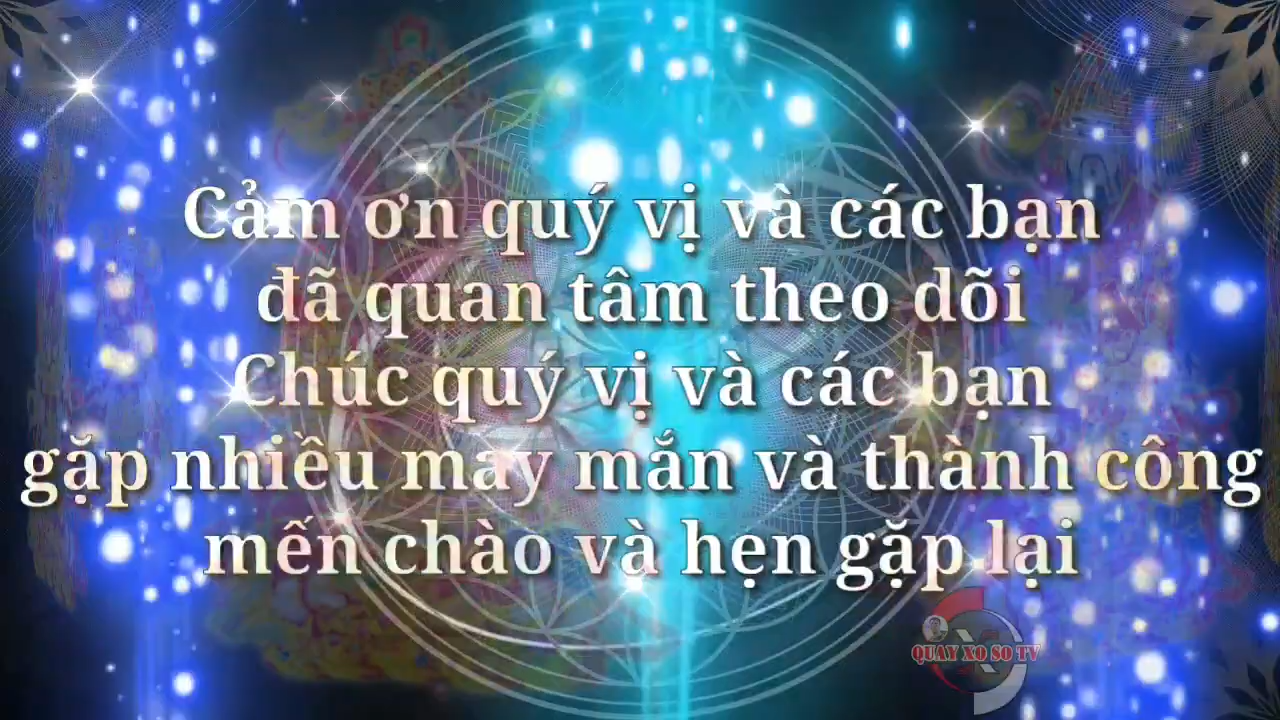 Cảm ơn quý vị và các bạn
đã quan tâm theo dõi
Chúc quý vị và các bạn
gặp nhiều may mắn và thành công
mến chào và hẹn gặp lại
QUAY XO SO TV